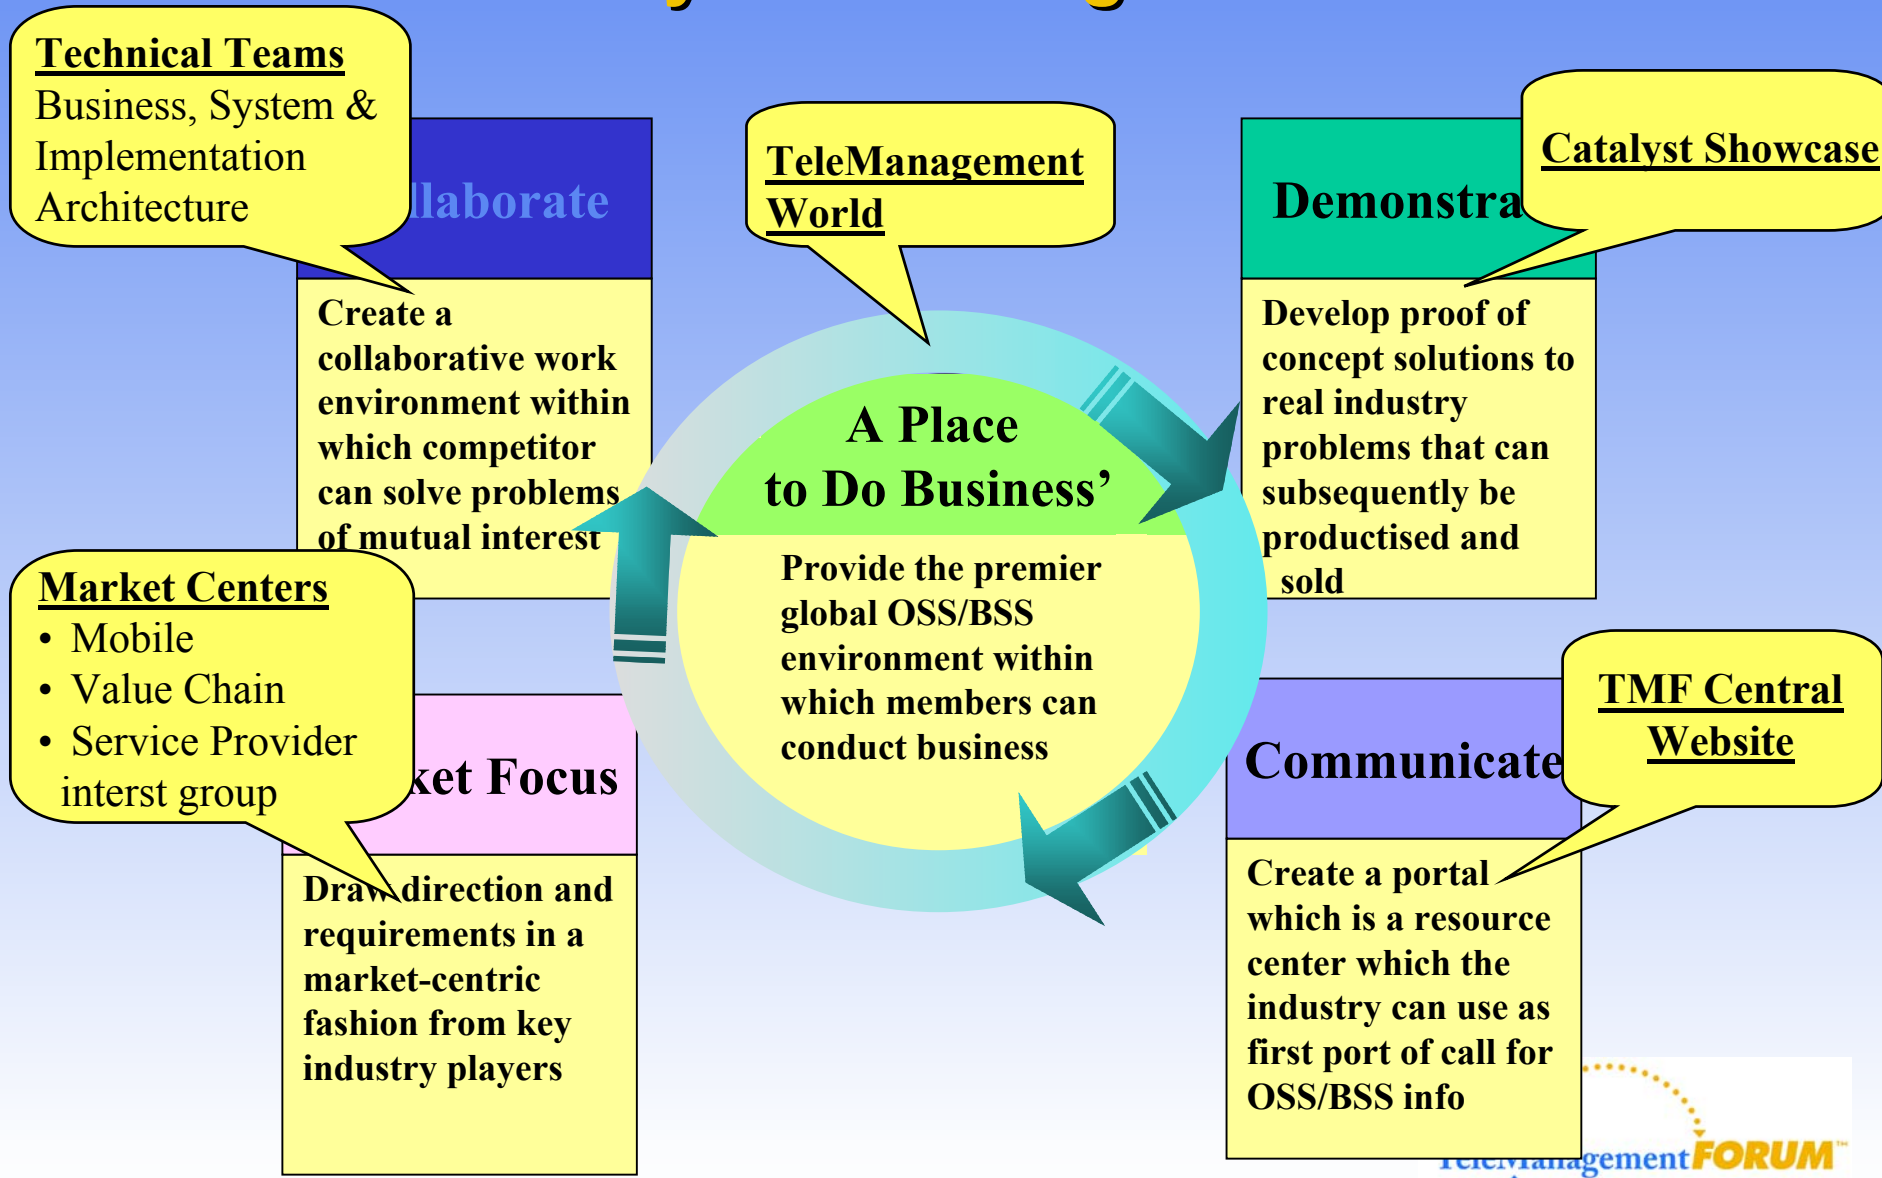 Technical Teams
Business, System &
Implementation
Architecture
TeleManagement
World
Catalyst Showcase
Create a
collaborative work
environment within
which competitor
can solve problems
of mutual interest
A Place
to Do Business’
Provide the premier
global OSS/BSS
environment within
which members can
conduct business
Develop proof of
concept solutions to
real industry
problems that can
subsequently be
productised and
sold
Market Centers
• Mobile
• Value Chain
• Service Provider
interst group
Focus
Draw direction and
requirements in a
market-centric
fashion from key
industry players
Communicate
TMF Central
Website
Create a portal
which is a resource
center which the
industry can use as
first port of call for
OSS/BSS info
TeleManagement FORUM™